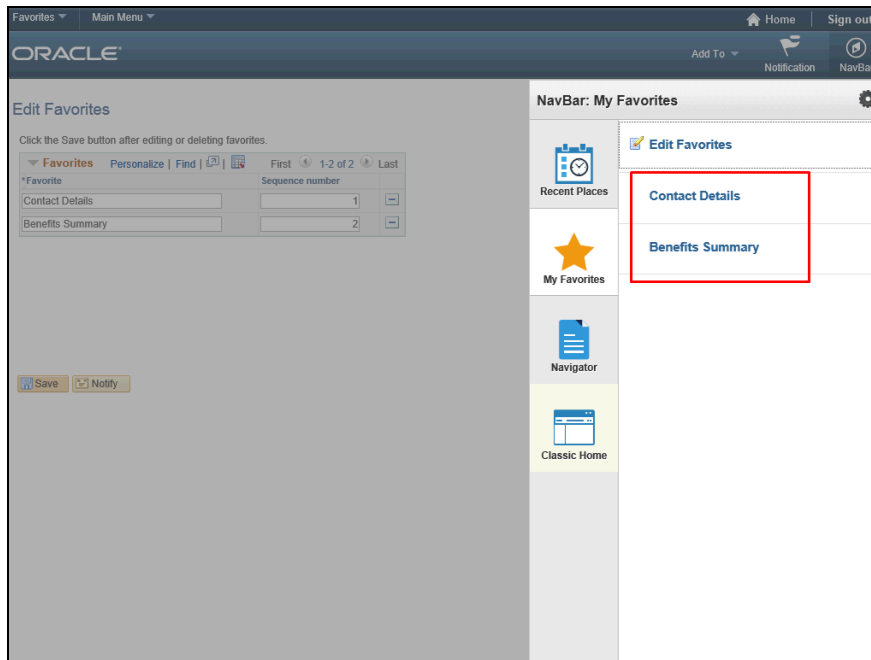 Favorites Main Menu Home Sign out
ORACLE Add To Notification NavBar
Edit Favorites
Click the Save button after editing or deleting favorites.
Favorites Personalize | Find | | First 1-2 of 2 Last
*Favorite Sequence number
Contact Details 1
Benefits Summary 2
Save Notify
NavBar: My Favorites
Recent Places
My Favorites
Navigator
Classic Home
Edit Favorites
Contact Details
Benefits Summary